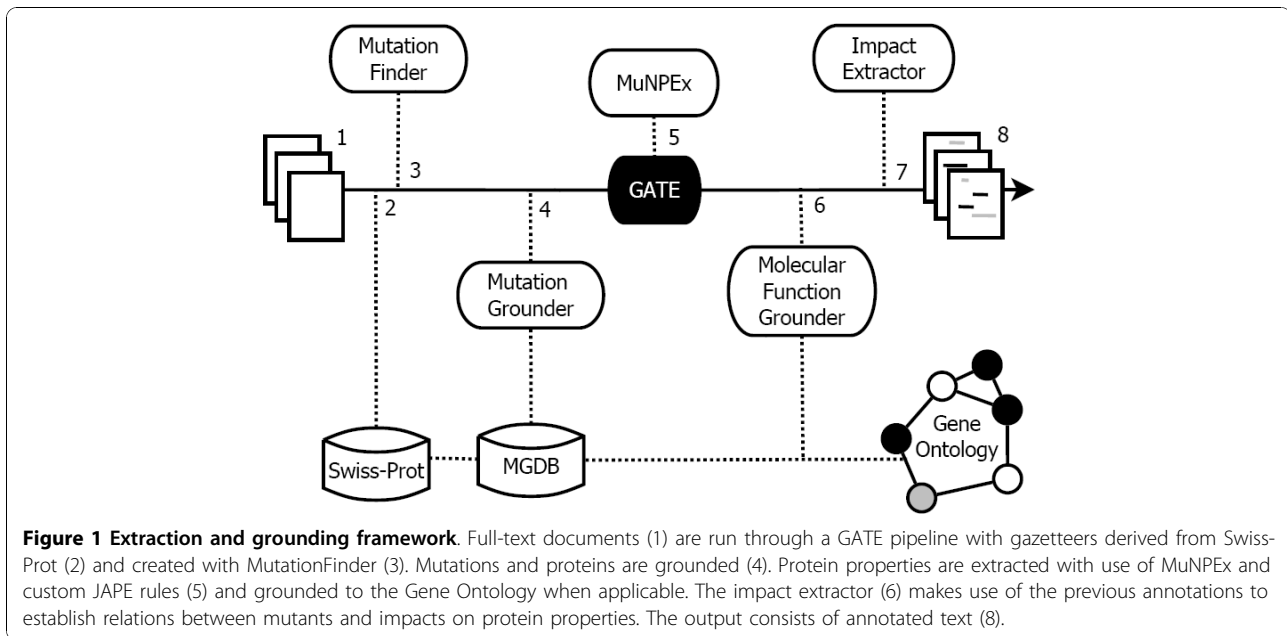 Mutation
Finder
Impact
Extractor
MuNPEx
1
5
8
3
GATE
7
2
4
6
Mutation
Grounder
Molecular
Function
Grounder
Swiss-Prot
MGDB
Gene
Ontology
Figure 1 Extraction and grounding framework. Full-text documents (1) are run through a GATE pipeline with gazetteers derived from Swiss-
Prot (2) and created with MutationFinder (3). Mutations and proteins are grounded (4). Protein properties are extracted with use of MuNPEx and
custom JAPE rules (5) and grounded to the Gene Ontology when applicable. The impact extractor (6) makes use of the previous annotations to
establish relations between mutants and impacts on protein properties. The output consists of annotated text (8).